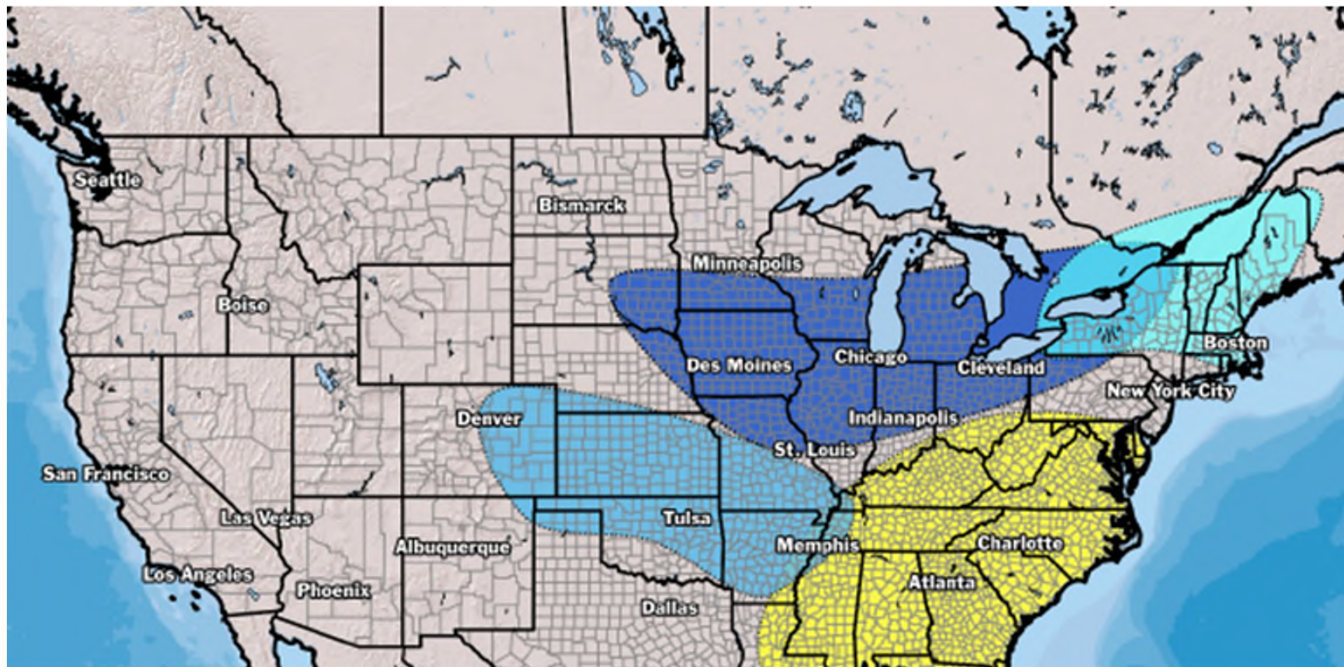 Seattle
Bismarck
Minneapolis
Boise
Boston
Des Moines
Chicago
Cleveland
New York City
Denver
Indianapolis
St. Louis
San Francisco
Las Vegas
Tulsa
Albuquerque
Memphis
Charlotte
Los Angeles
Phoenix
Atlanta
Dallas